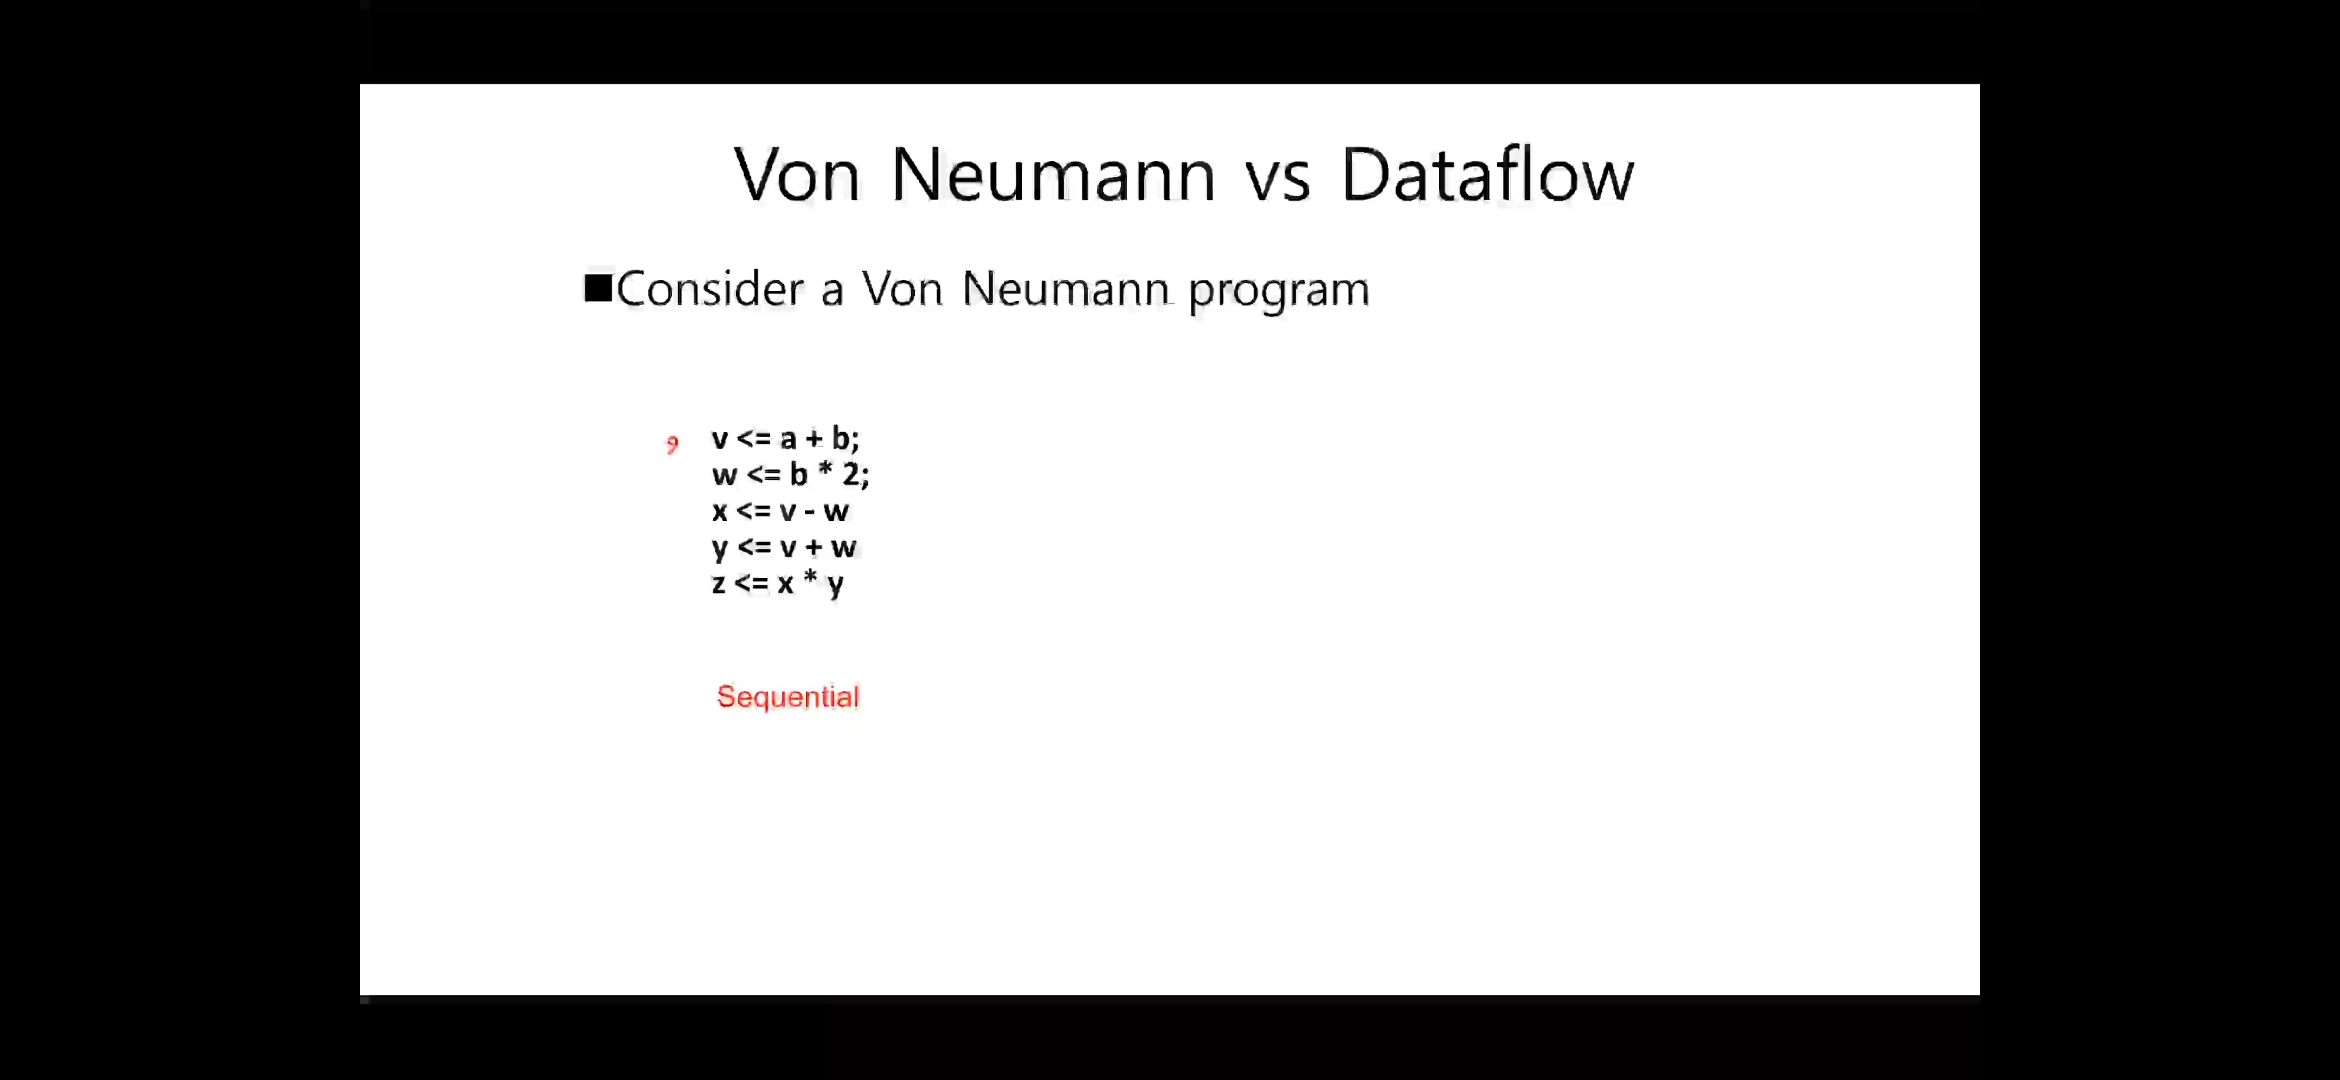 Von Neumann vs Dataflow
■Consider a Von Neumann program
v <= a + b;
w <= b * 2;
x <= v - w
y <= v + w
z <= x * y
Sequential